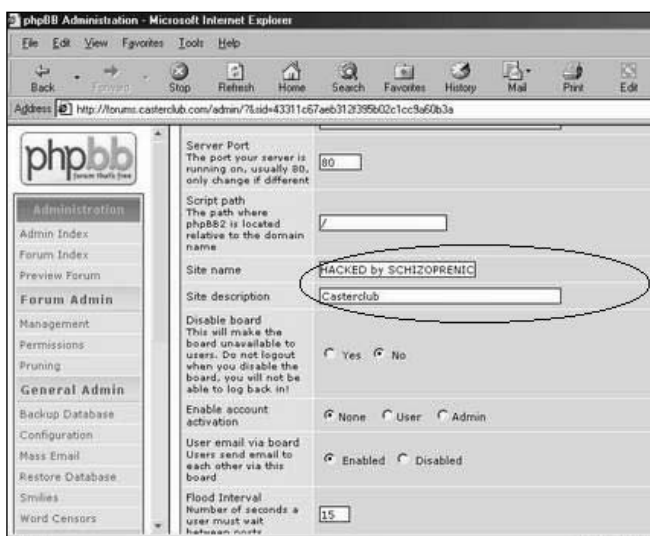 phpBB Administration - Microsoft Internet Explorer
File Edit View Favorites Tools Help
Back Forward Stop Refresh Home Search Favorites History Mail Print Edit
Address http://forums.casterclub.com/admin/?&sid=43311c67aeb312f395b02c1cc9a60b3a
phpbb
forum that's free
Administration
Admin Index
Forum Index
Preview Forum
Forum Admin
Management
Permissions
Pruning
General Admin
Backup Database
Configuration
Mass Email
Restore Database
Smilies
Word Censors
Server Port
The port your server is
running on, usually 80,
only change if different
80
Script path
The path where
phpBB2 is located
relative to the domain
name
/
Site name
HACKED by SCHIZOPRENIC
Site description
Casterclub
Disable board
This will make the
board unavailable to
users. Do not logout
when you disable the
board, you will not be
able to log back in!
Yes No
Enable account
activation
None User Admin
User email via board
Users send email to
each other via this
board
Enabled Disabled
Flood Interval
Number of seconds a
user must wait
between posts
15